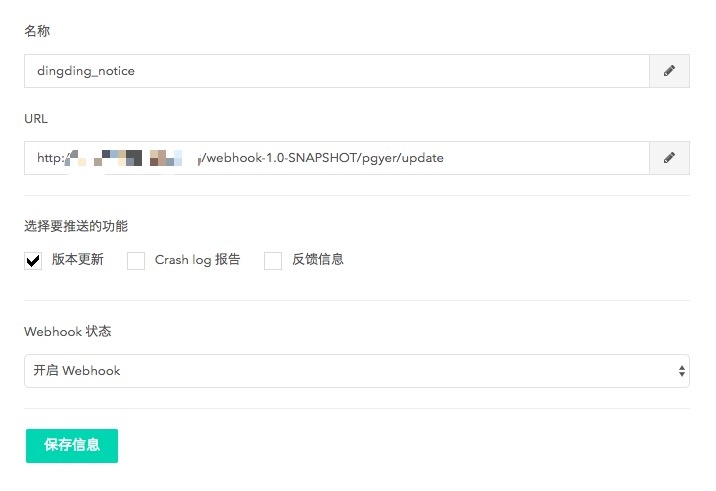 名称
dingding_notice
URL
http:/ /webhook-1.0-SNAPSHOT/pgyer/update
选择要推送的功能
版本更新 Crash log 报告 反馈信息
Webhook 状态
开启 Webhook
保存信息